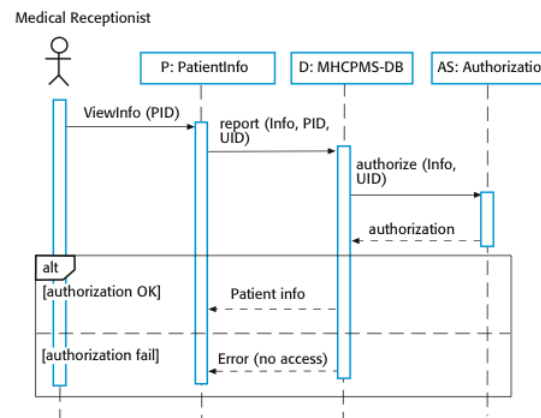 Medical Receptionist
P: PatientInfo
D: MHCPMS-DB
AS: Authorizatio
ViewInfo (PID)
report (Info, PID,
UID)
authorize (Info,
UID)
authorization
alt
[authorization OK]
Patient info
[authorization fail]
Error (no access)